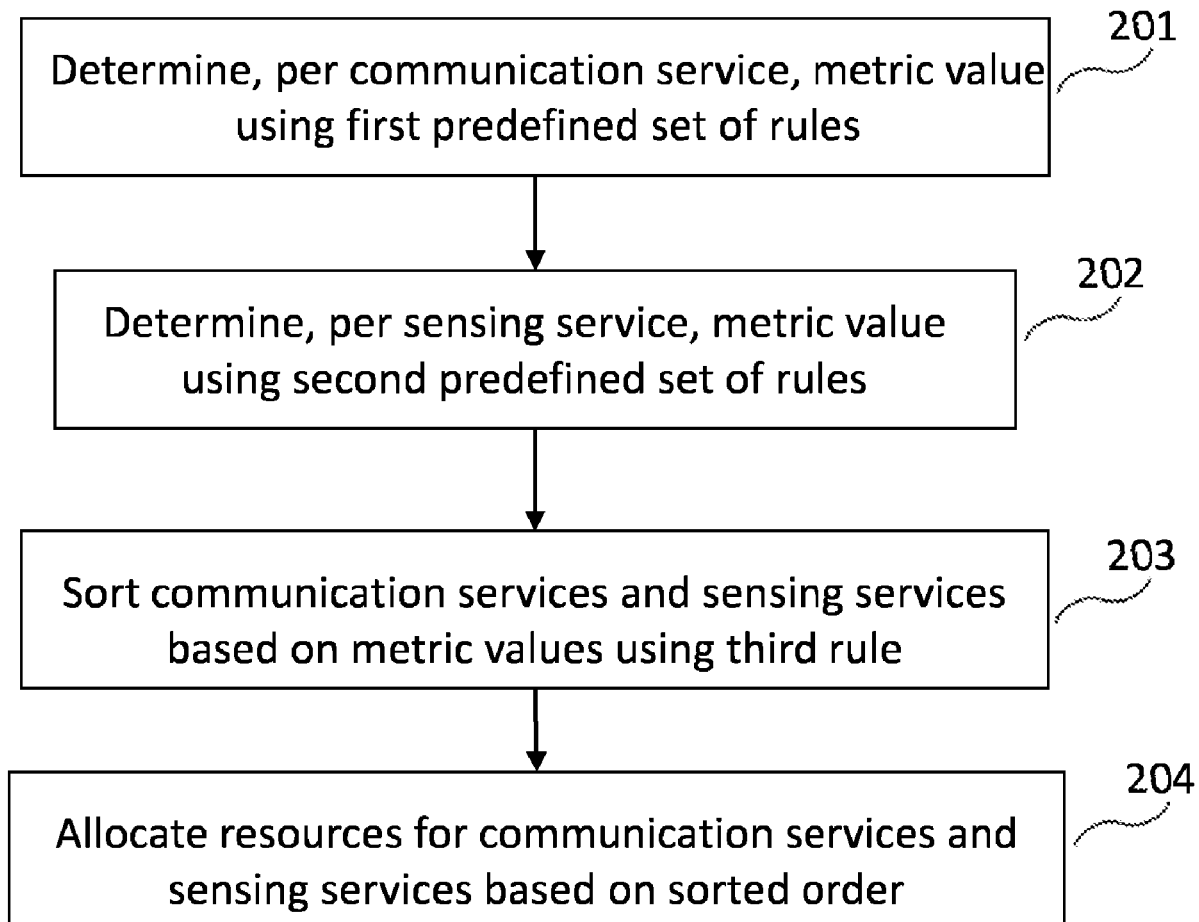 201
Determine, per communication service, metric value
using first predefined set of rules
202
Determine, per sensing service, metric value
using second predefined set of rules
203
Sort communication services and sensing services
based on metric values using third rule
204
Allocate resources for communication services and
sensing services based on sorted order